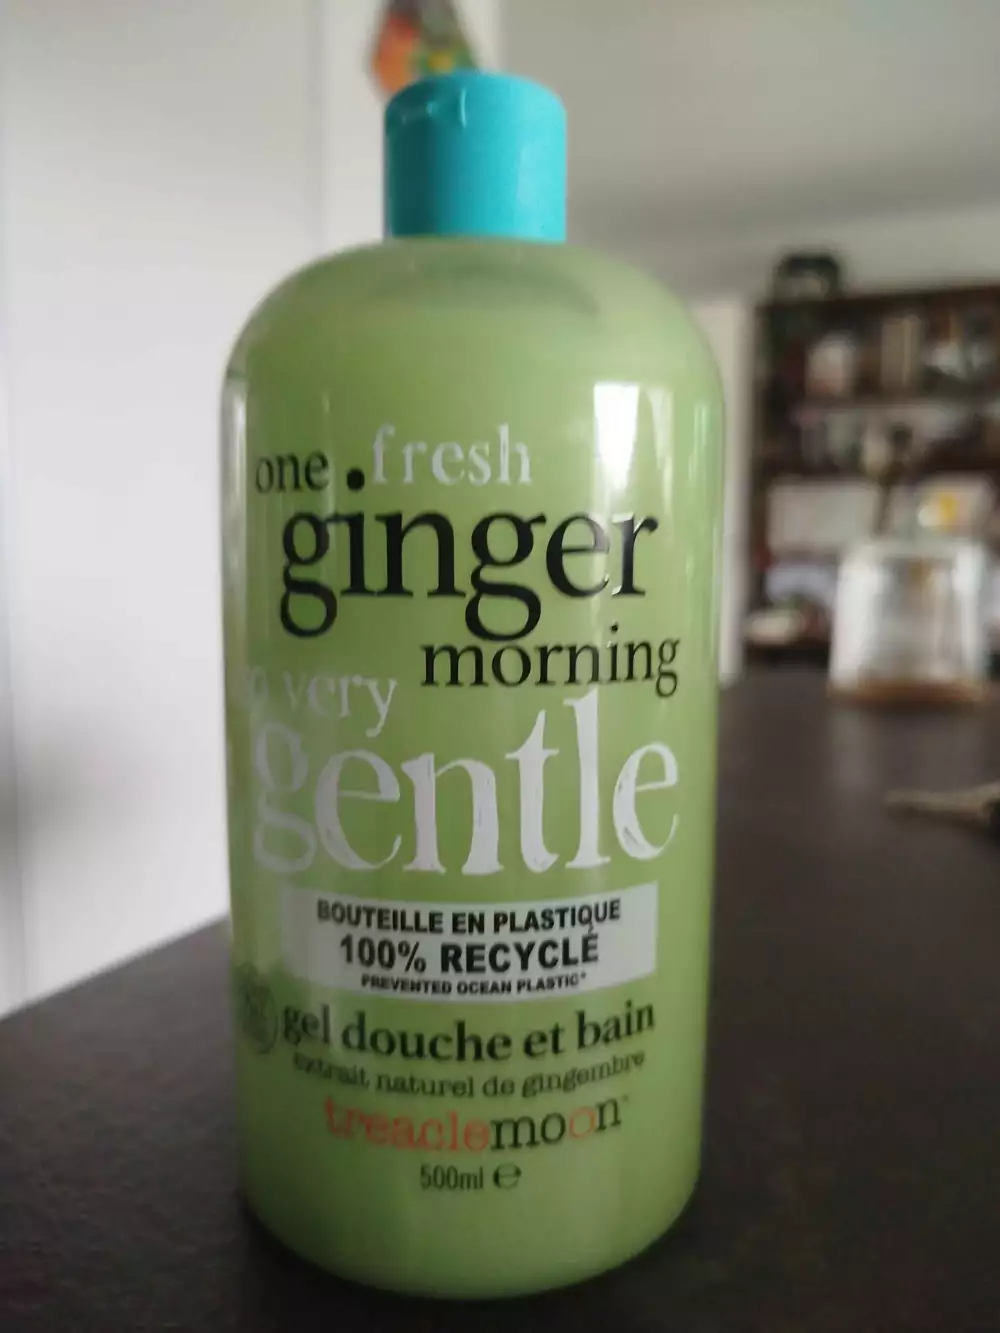 one fresh
ginger
morning
very
gentle
BOUTEILLE EN PLASTIQUE
100% RECYCLÉ
PREVENTED OCEAN PLASTIC*
gel douche et bain
extrait naturel de gingembre
treaclemoon
500ml ℮